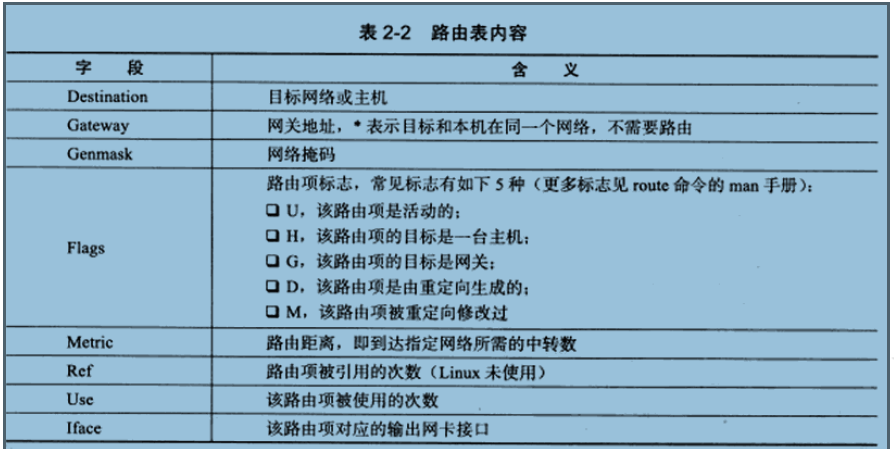 表 2-2 路由表内容
字 段 含 义
Destination 目标网络或主机
Gateway 网关地址，* 表示目标和本机在同一个网络，不需要路由
Genmask 网络掩码
路由项标志，常见标志有如下 5 种（更多标志见 route 命令的 man 手册）：
❑ U，该路由项是活动的；
❑ H，该路由项的目标是一台主机；
Flags ❑ G，该路由项的目标是网关；
❑ D，该路由项是由重定向生成的；
❑ M，该路由项被重定向修改过
Metric 路由距离，即到达指定网络所需的中转数
Ref 路由项被引用的次数（Linux 未使用）
Use 该路由项被使用的次数
Iface 该路由项对应的输出网卡接口